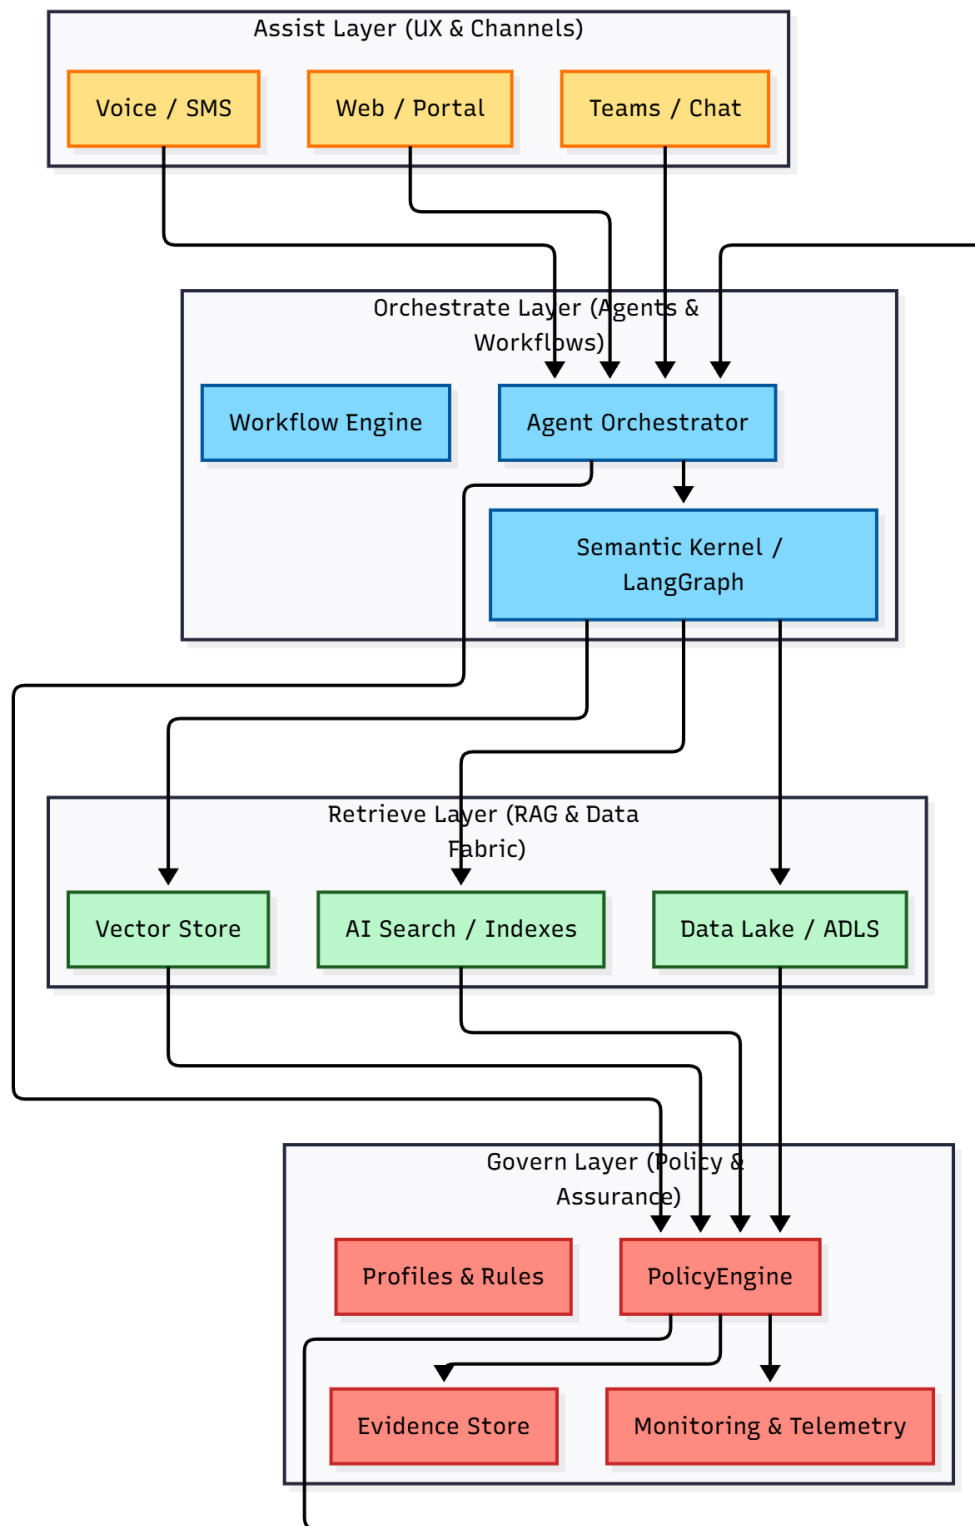 Assist Layer (UX & Channels)
Voice / SMS
Web / Portal
Teams / Chat
Orchestrate Layer (Agents &
Workflows)
Workflow Engine
Agent Orchestrator
Semantic Kernel /
LangGraph
Retrieve Layer (RAG & Data
Fabric)
Vector Store
AI Search / Indexes
Data Lake / ADLS
Govern Layer (Policy &
Assurance)
Profiles & Rules
PolicyEngine
Evidence Store
Monitoring & Telemetry